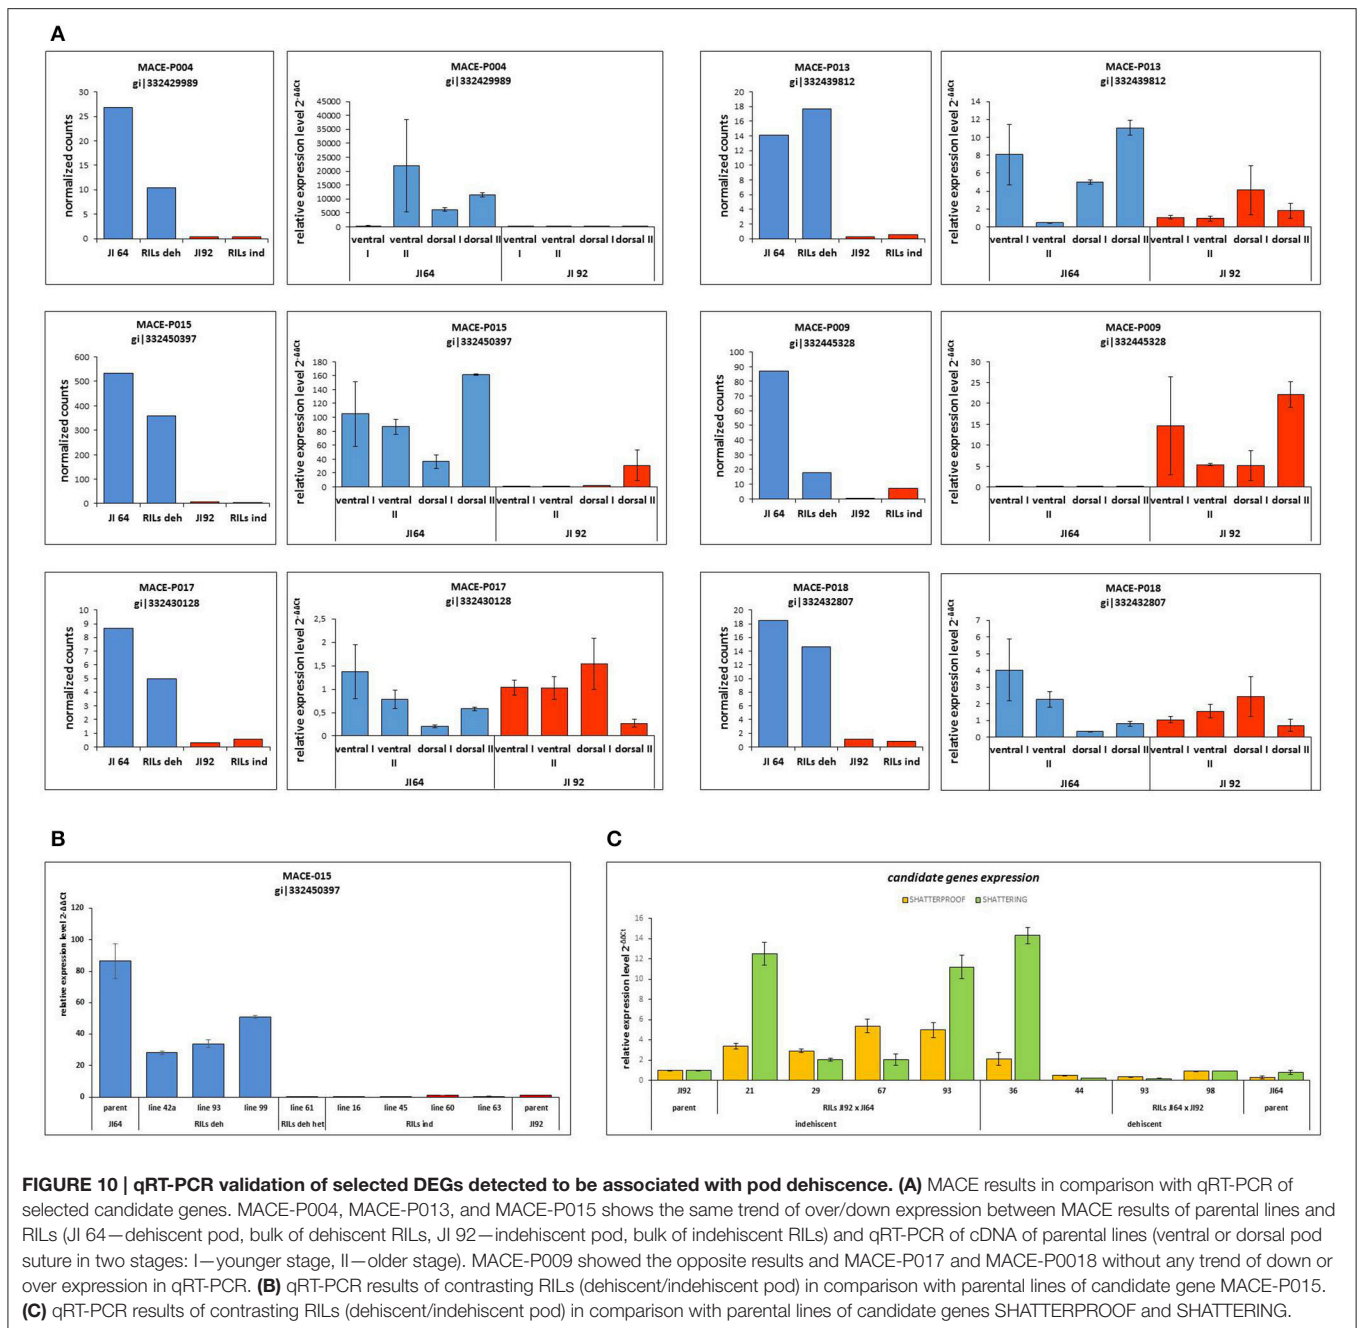 A
MACE-P004
gi|332429989
normalized counts
30
25
20
15
10
5
0
JI 64 RILs deh JI92 RILs ind
MACE-P004
gi|332429989
relative expression level 2^-ΔΔCt
45000
40000
35000
30000
25000
20000
15000
10000
5000
0
ventral I ventral II dorsal I dorsal II ventral I ventral II dorsal I dorsal II
JI64 JI 92
MACE-P013
gi|332439812
normalized counts
20
18
16
14
12
10
8
6
4
2
0
JI 64 RILs deh JI92 RILs ind
MACE-P013
gi|332439812
relative expression level 2^-ΔΔCt
14
12
10
8
6
4
2
0
ventral I ventral II dorsal I dorsal II ventral I ventral II dorsal I dorsal II
JI64 JI 92
MACE-P015
gi|332450397
normalized counts
600
500
400
300
200
100
0
JI 64 RILs deh JI92 RILs ind
MACE-P015
gi|332450397
relative expression level 2^-ΔΔCt
180
160
140
120
100
80
60
40
20
0
ventral I ventral II dorsal I dorsal II ventral I ventral II dorsal I dorsal II
JI64 JI 92
MACE-P009
gi|332445328
normalized counts
100
90
80
70
60
50
40
30
20
10
0
JI 64 RILs deh JI92 RILs ind
MACE-P009
gi|332445328
relative expression level 2^-ΔΔCt
30
25
20
15
10
5
0
ventral I ventral II dorsal I dorsal II ventral I ventral II dorsal I dorsal II
JI64 JI 92
MACE-P017
gi|332430128
normalized counts
10
9
8
7
6
5
4
3
2
1
0
JI 64 RILs deh JI92 RILs ind
MACE-P017
gi|332430128
relative expression level 2^-ΔΔCt
2,5
2
1,5
1
0,5
0
ventral I ventral II dorsal I dorsal II ventral I ventral II dorsal I dorsal II
JI64 JI 92
MACE-P018
gi|332432807
normalized counts
20
18
16
14
12
10
8
6
4
2
0
JI 64 RILs deh JI92 RILs ind
MACE-P018
gi|332432807
relative expression level 2^-ΔΔCt
7
6
5
4
3
2
1
0
ventral I ventral II dorsal I dorsal II ventral I ventral II dorsal I dorsal II
JI64 JI 92
B
MACE-015
gi|332450397
relative expression level 2-ΔΔCt
120
100
80
60
40
20
0
parent line 42a line 93 line 99 line 61 line 16 line 45 line 60 line 63 parent
JI64 RILs deh RILs deh het RILs ind JI92
C
candidate genes expression
SHATTERPROOF SHATTERING
relative expression level 2^-ΔΔCt
16
14
12
10
8
6
4
2
0
JI92 21 29 67 93 36 44 93 98 JI64
parent RILs JI92 x JI64 RILs JI64 x JI92 parent
indehiscent dehiscent
FIGURE 10 | qRT-PCR validation of selected DEGs detected to be associated with pod dehiscence. (A) MACE results in comparison with qRT-PCR of
selected candidate genes. MACE-P004, MACE-P013, and MACE-P015 shows the same trend of over/down expression between MACE results of parental lines and
RILs (JI 64—dehiscent pod, bulk of dehiscent RILs, JI 92—indehiscent pod, bulk of indehiscent RILs) and qRT-PCR of cDNA of parental lines (ventral or dorsal pod
suture in two stages: I—younger stage, II—older stage). MACE-P009 showed the opposite results and MACE-P017 and MACE-P0018 without any trend of down or
over expression in qRT-PCR. (B) qRT-PCR results of contrasting RILs (dehiscent/indehiscent pod) in comparison with parental lines of candidate gene MACE-P015.
(C) qRT-PCR results of contrasting RILs (dehiscent/indehiscent pod) in comparison with parental lines of candidate genes SHATTERPROOF and SHATTERING.